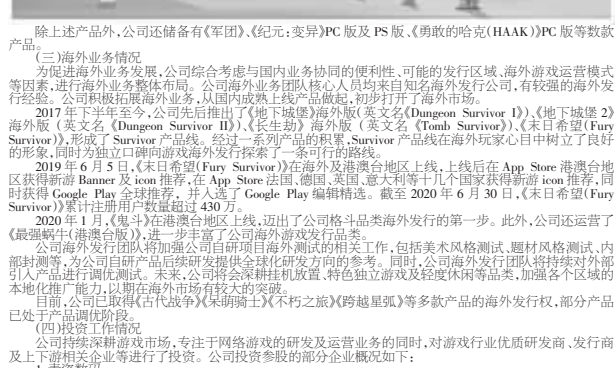 除上述产品外,公司还储备有《军团》、《纪元:变异》PC 版及 PS 版、《勇敢的哈克(HAAK)》PC 版等数款
产品。
(三)海外业务情况
为促进海外业务发展,公司综合考虑与国内业务协同的便利性、可能的发行区域、海外游戏运营模式
等因素,进行海外业务整体布局。公司海外业务团队核心人员均来自知名海外发行公司,有较强的海外发
行经验。公司积极拓展海外业务,从国内成熟上线产品做起,初步打开了海外市场。
2017 年下半年至今,公司先后推出了《地下城堡》海外版(英文名《Dungeon Survivor I》)、《地下城堡 2》
海外版(英文名《Dungeon Survivor II》)、《长生劫》海外版(英文名《Tomb Survivor》)、《末日希望(Fury
Survivor)》,形成了 Survivor 产品线。经过一系列产品的积累,Survivor 产品线在海外玩家心目中树立了良好
的形象,同时为独立口碑向游戏海外发行探索了一条可行的路线。
2019 年 6 月 5 日,《末日希望(Fury Survivor)》在海外及港澳台地区上线,上线后在 App Store 港澳台地
区获得新游 Banner 及 icon 推荐,在 App Store 法国、德国、英国、意大利等十几个国家获得新游 icon 推荐,同
时获得 Google Play 全球推荐,并入选了 Google Play 编辑精选。截至 2020 年 6 月 30 日,《末日希望(Fury
Survivor)》累计注册用户数量超过 430 万。
2020 年 1 月,《鬼斗》在港澳台地区上线,迈出了公司格斗品类海外发行的第一步。此外,公司还运营了
《最强蜗牛(港澳台版)》,进一步丰富了公司海外游戏发行品类。
公司海外发行团队将加强公司自研项目海外测试的相关工作,包括美术风格测试、题材风格测试、内
部封测等,为公司自研产品后续研发提供全球化研发方向的参考。同时,公司海外发行团队将持续对外部
引入产品进行调优测试。未来,公司将会深耕挂机放置、特色独立游戏及轻度休闲等品类,加强各个区域的
本地化推广能力,以期在海外市场有较大的突破。
目前,公司已取得《古代战争》《呆萌骑士》《不朽之旅》《跨越星弧》等多款产品的海外发行权,部分产品
已处于产品调优阶段。
(四)投资工作情况
公司持续深耕游戏市场,专注于网络游戏的研发及运营业务的同时,对游戏行业优质研发商、发行商
及上下游相关企业等进行了投资。公司投资参股的部分企业概况如下: